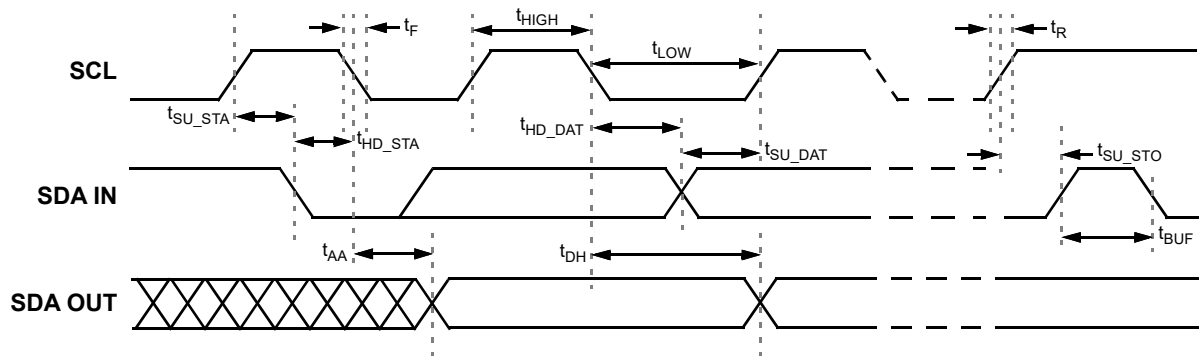 tF
tHIGH
tLOW
tR
SCL
tSU_STA
tHD_STA
tHD_DAT
tSU_DAT
tSU_STO
SDA IN
tAA
tDH
tBUF
SDA OUT